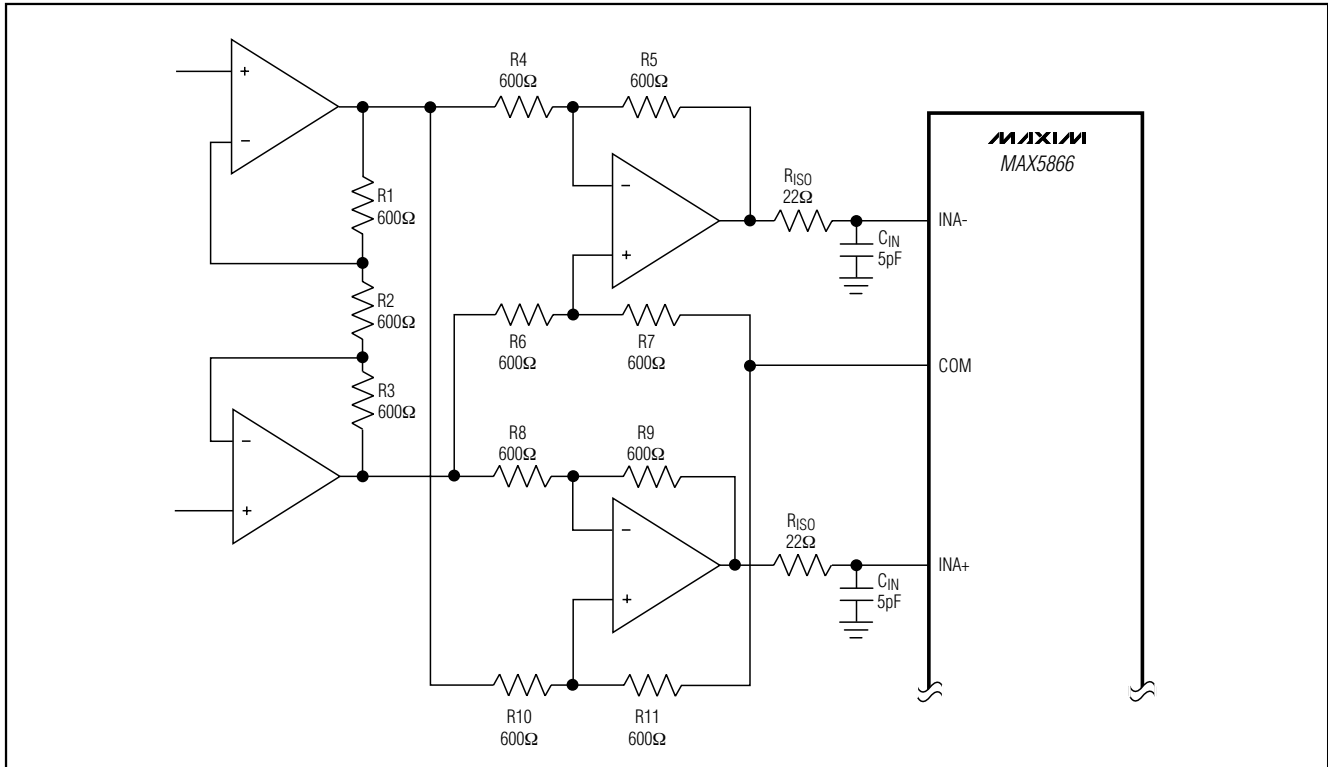 R4
600Ω
R5
600Ω
+
−
R1
600Ω
R2
600Ω
R3
600Ω
−
+
−
+
R6
600Ω
R7
600Ω
R8
600Ω
R9
600Ω
−
+
R10
600Ω
R11
600Ω
RISO
22Ω
CIN
5pF
RISO
22Ω
CIN
5pF
MAXIM
MAX5866
INA-
COM
INA+